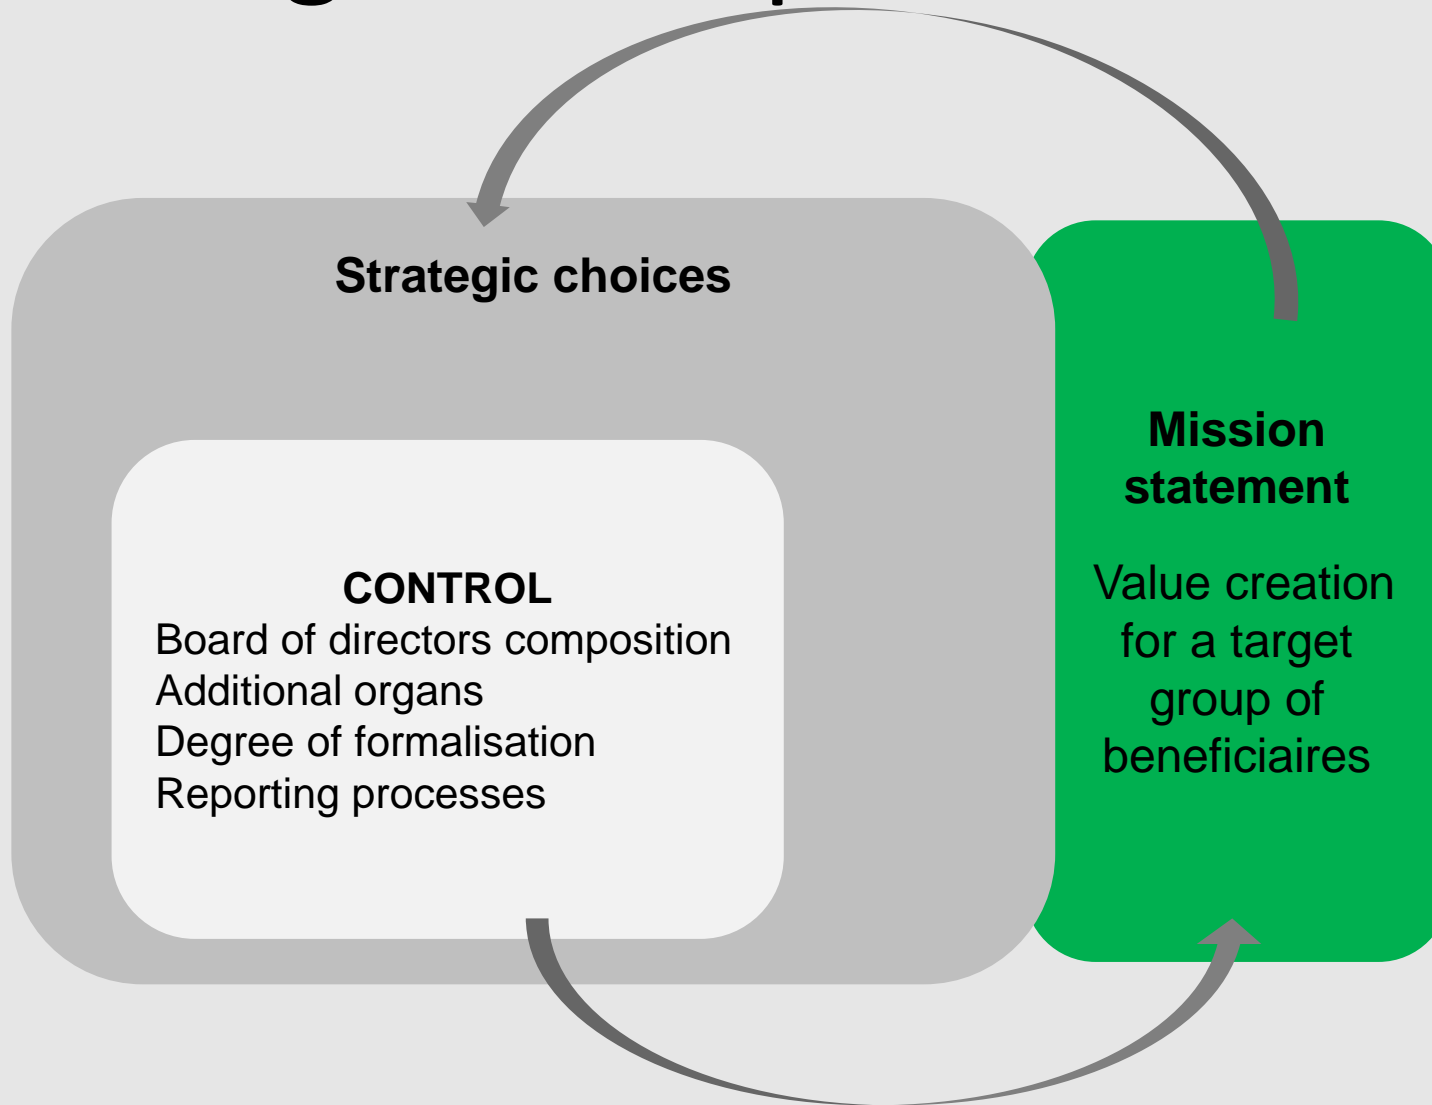 Strategic choices
Mission
statement
Value creation
for a target
group of
beneficiaires
CONTROL
Board of directors composition
Additional organs
Degree of formalisation
Reporting processes